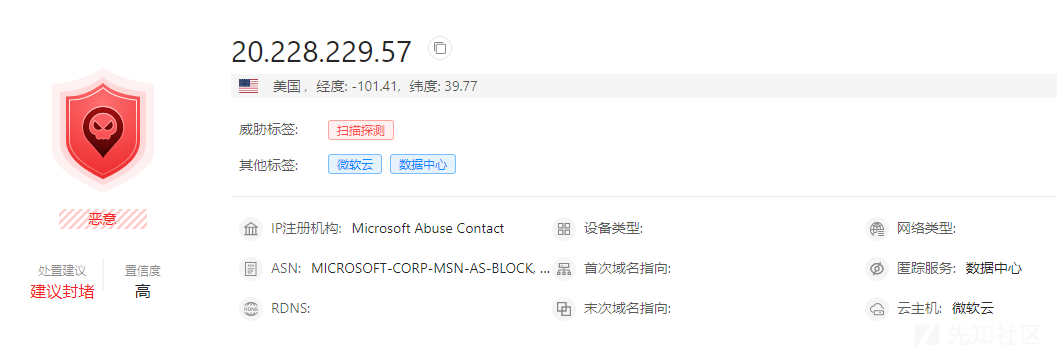 20.228.229.57
美国 ,  经度: -101.41,  纬度: 39.77
威胁标签: 扫描探测
其他标签: 微软云 数据中心
恶意
处置建议 置信度
建议封堵 高
IP注册机构: Microsoft Abuse Contact 设备类型: 网络类型:
ASN: MICROSOFT-CORP-MSN-AS-BLOCK, ... 首次域名指向: 匿踪服务: 数据中心
RDNS: 末次域名指向: 云主机: 微软云
先知社区